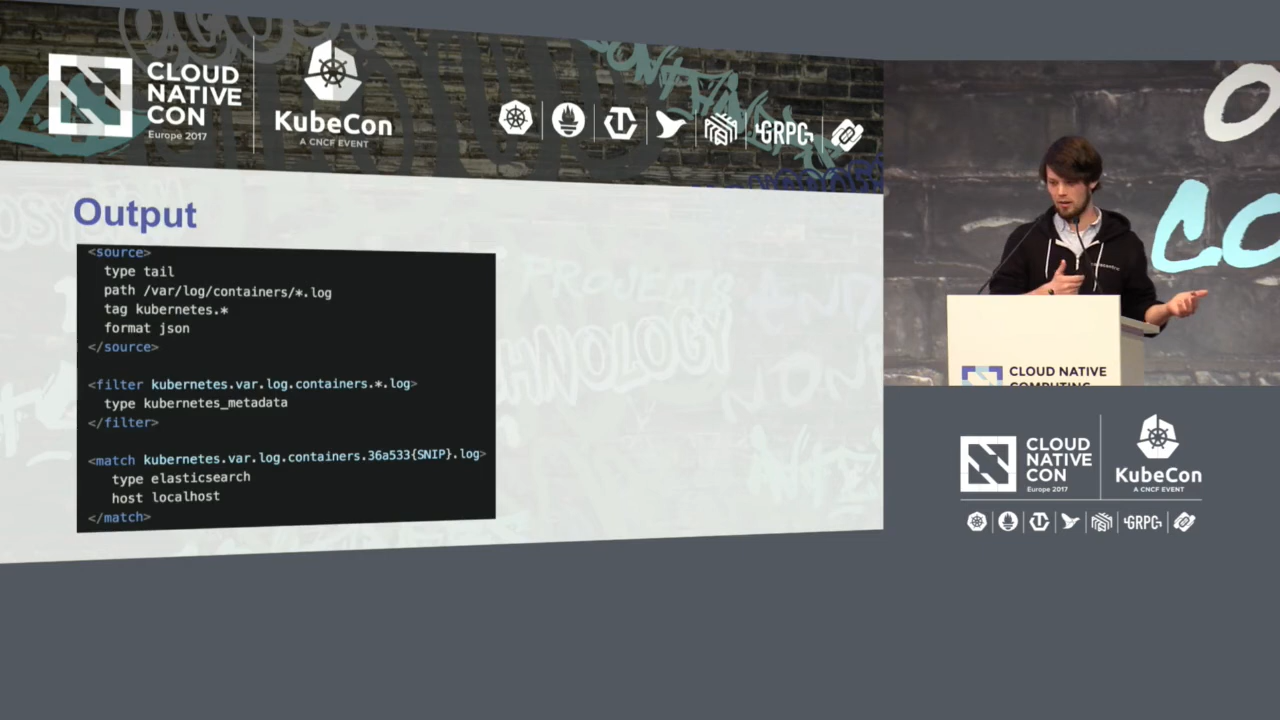 CLOUD
NATIVE
CON
Europe 2017
KubeCon
A CNCF EVENT
GRPC
Output
<source>
  type tail
  path /var/log/containers/*.log
  tag kubernetes.*
  format json
</source>
<filter kubernetes.var.log.containers.*.log>
  type kubernetes_metadata
</filter>
<match kubernetes.var.log.containers.36a533{SNIP}.log>
   type elasticsearch
   host localhost
</match>
PROJECTS
HNOLOGY
CO
CLOUD NATIVE
COMPUTING
CLOUD
NATIVE
CON
Europe 2017
KubeCon
A CNCF EVENT
GRPC